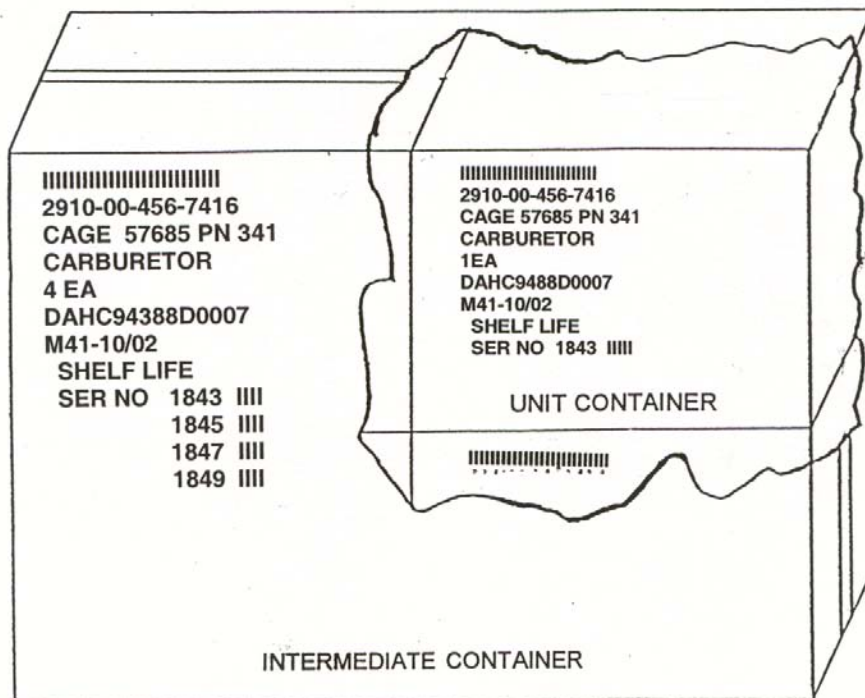 2910-00-456-7416
CAGE 57685 PN 341
CARBURETOR
4 EA
DAHC94388D0007
M41-10/02
SHELF LIFE
SER NO 1843
1845
1847
1849
2910-00-456-7416
CAGE 57685 PN 341
CARBURETOR
1EA
DAHC9488D0007
M41-10/02
SHELF LIFE
SER NO 1843
UNIT CONTAINER
INTERMEDIATE CONTAINER